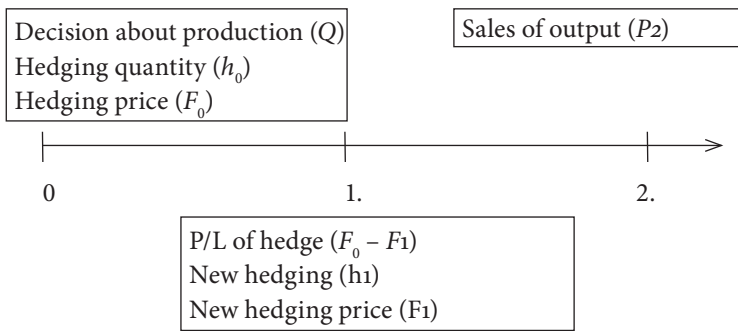 Decision about production (Q)
Hedging quantity (h₀)
Hedging price (F₀)
Sales of output (P2)
0
1.
2.
P/L of hedge (F₀ – F1)
New hedging (h1)
New hedging price (F1)